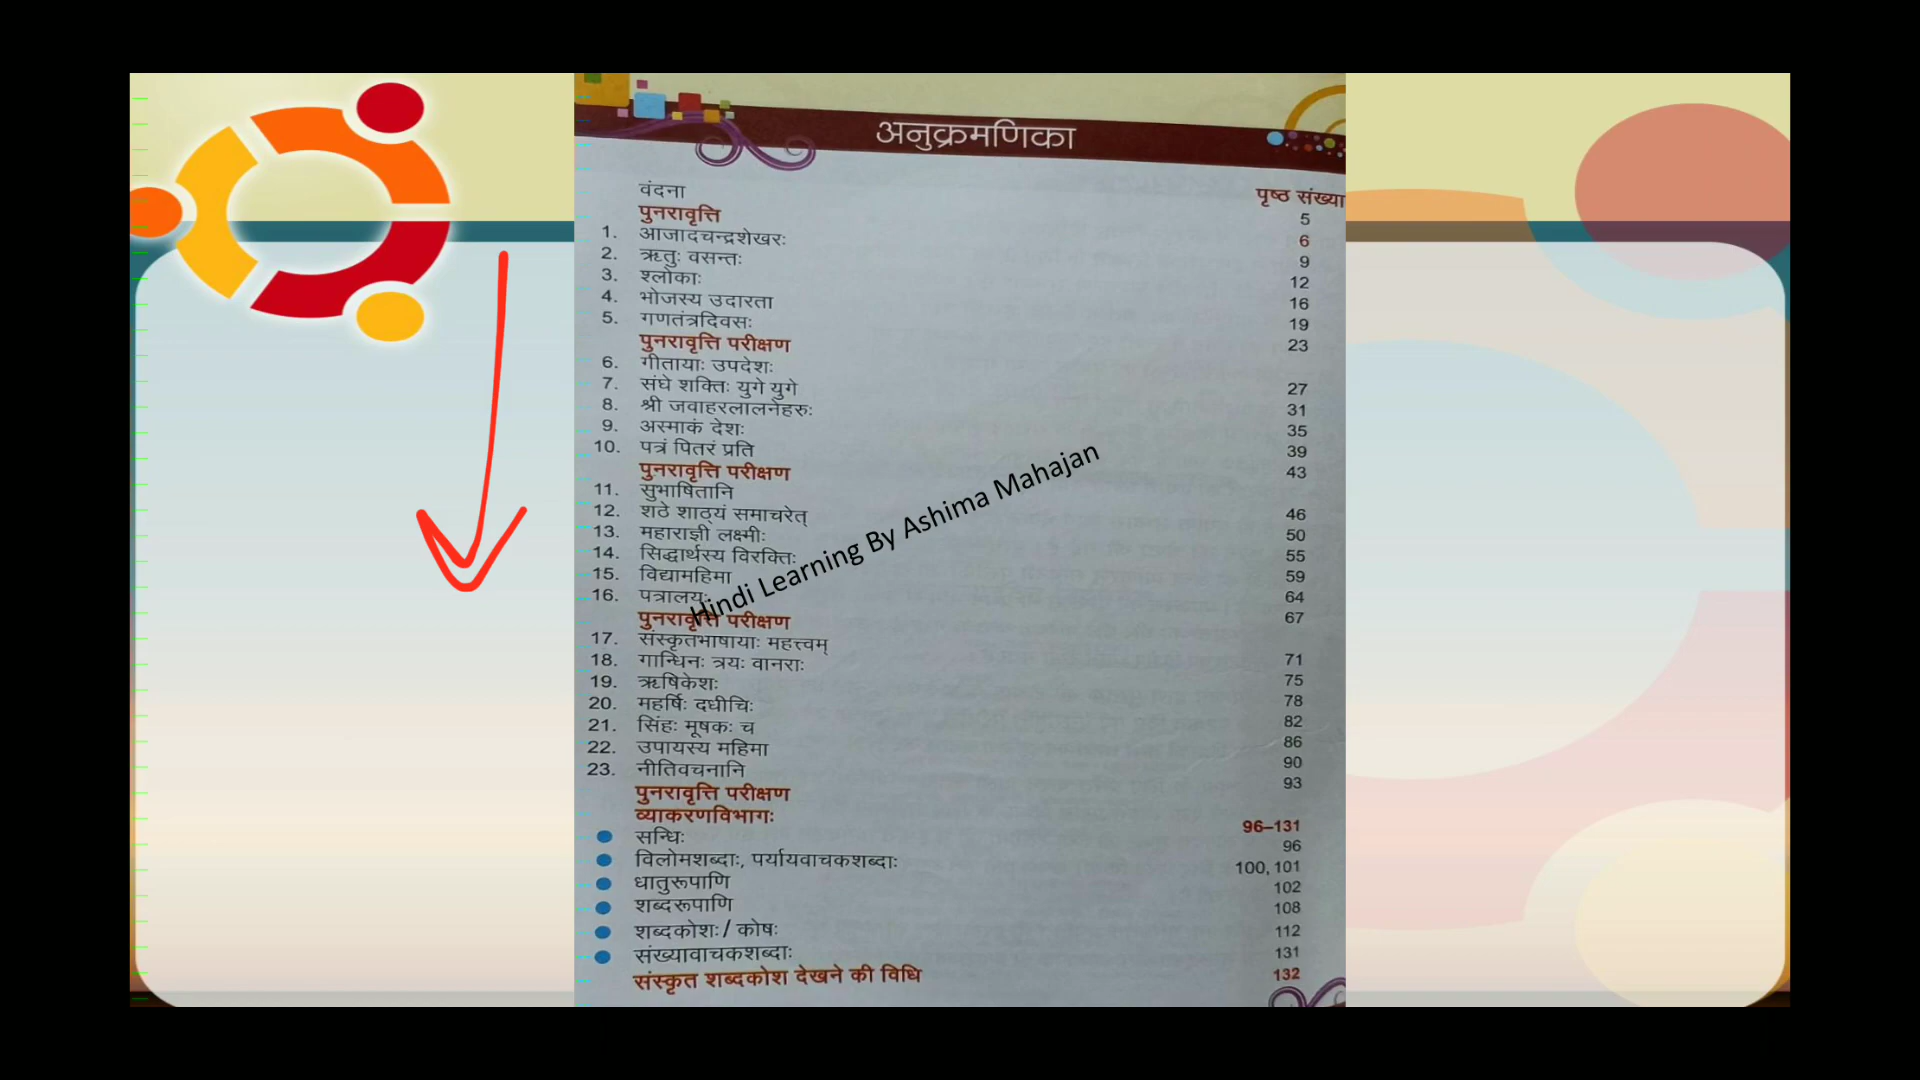 अनुक्रमणिका
पृष्ठ संख्या
वंदना 5
पुनरावृत्ति 6
1. आजादचन्द्रशेखरः 9
2. ऋतुः वसन्तः 12
3. श्लोकाः 16
4. भोजस्य उदारता 19
5. गणतंत्रदिवसः 23
पुनरावृत्ति परीक्षण
6. गीतायाः उपदेशः 27
7. संघे शक्तिः युगे युगे 31
8. श्री जवाहरलालनेहरुः 35
9. अस्माकं देशः 39
10. पत्रं पितरं प्रति 43
पुनरावृत्ति परीक्षण
11. सुभाषितानि 46
12. शठे शाठ्यं समाचरेत् 50
13. महाराज्ञी लक्ष्मीः 55
14. सिद्धार्थस्य विरक्तिः 59
15. विद्यामहिमा 64
16. पत्रालयः 67
पुनरावृत्ति परीक्षण
17. संस्कृतभाषायाः महत्त्वम् 71
18. गान्धिनः त्रयः वानराः 75
19. ऋषिकेशः 78
20. महर्षिः दधीचिः 82
21. सिंहः मूषकः च 86
22. उपायस्य महिमा 90
23. नीतिवचनानि 93
पुनरावृत्ति परीक्षण
व्याकरणविभागः 96–131
सन्धिः 96
विलोमशब्दाः, पर्यायवाचकशब्दाः 100, 101
धातुरूपाणि 102
शब्दरूपाणि 108
शब्दकोशः / कोषः 112
संख्यावाचकशब्दाः 131
संस्कृत शब्दकोश देखने की विधि 132
Hindi Learning By Ashima Mahajan